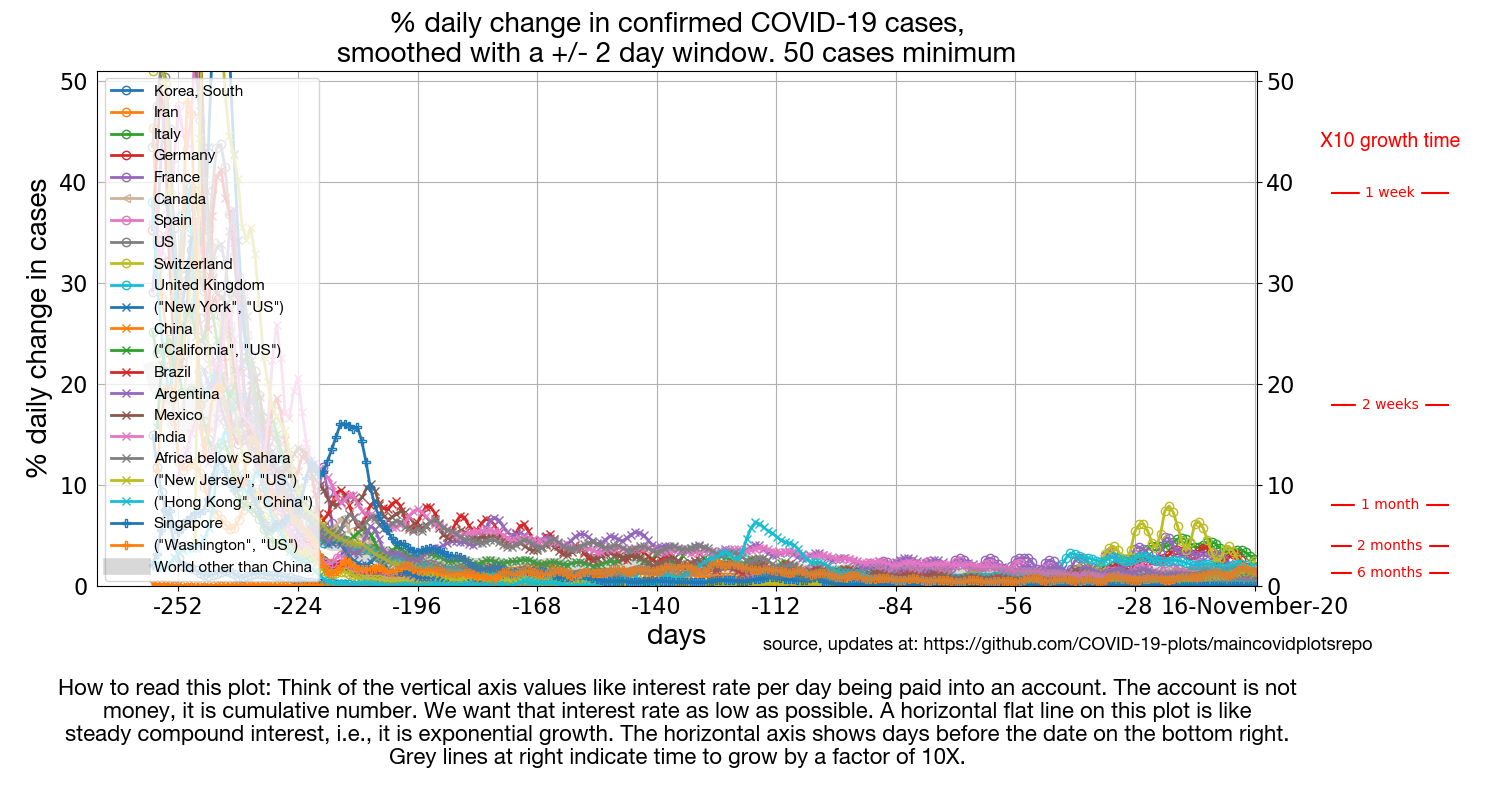 % daily change in confirmed COVID-19 cases,
smoothed with a +/- 2 day window. 50 cases minimum
% daily change in cases
50
40
30
20
10
0
Korea, South
Iran
Italy
Germany
France
Canada
Spain
US
Switzerland
United Kingdom
("New York", "US")
China
("California", "US")
Brazil
Argentina
Mexico
India
Africa below Sahara
("New Jersey", "US")
("Hong Kong", "China")
Singapore
("Washington", "US")
World other than China
50
40
30
20
10
0
X10 growth time
1 week
2 weeks
1 month
2 months
6 months
-252 -224 -196 -168 -140 -112 -84 -56 -28 16-November-20
days
source, updates at: https://github.com/COVID-19-plots/maincovidplotsrepo
How to read this plot: Think of the vertical axis values like interest rate per day being paid into an account. The account is not
money, it is cumulative number. We want that interest rate as low as possible. A horizontal flat line on this plot is like
steady compound interest, i.e., it is exponential growth. The horizontal axis shows days before the date on the bottom right.
Grey lines at right indicate time to grow by a factor of 10X.